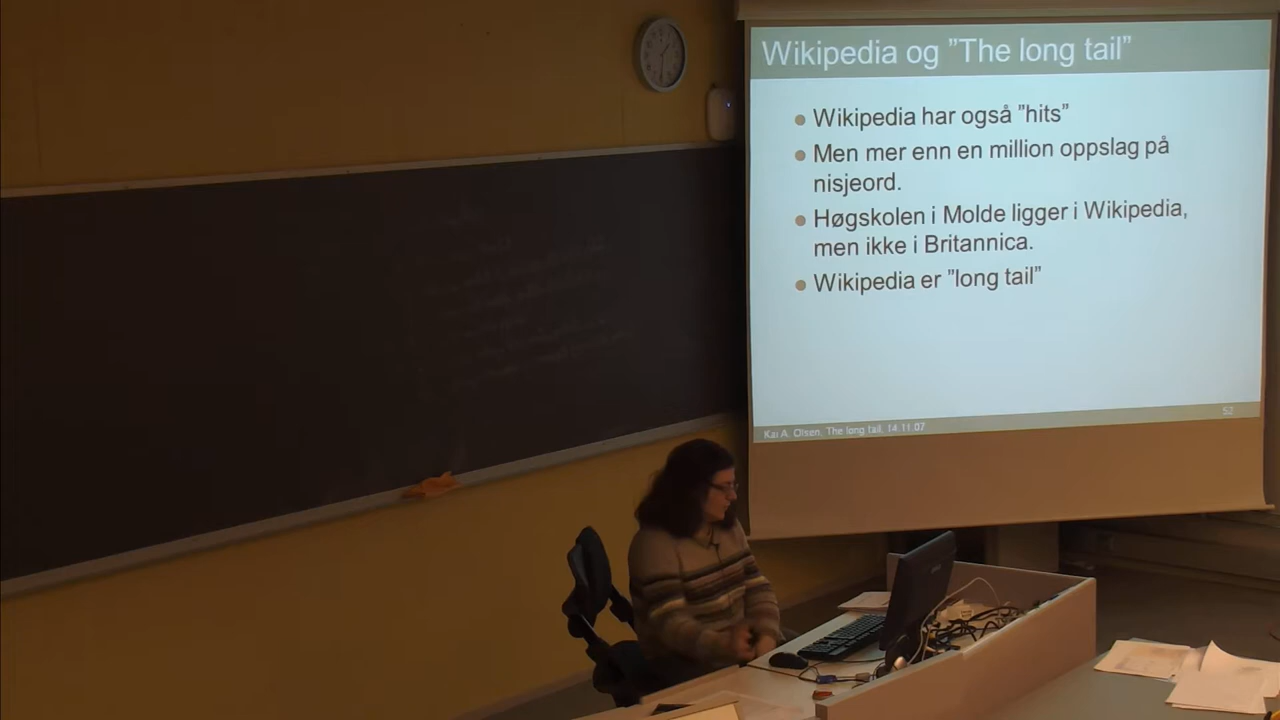 Wikipedia og ”The long tail”
Wikipedia har også ”hits”
Men mer enn en million oppslag på
nisjeord.
Høgskolen i Molde ligger i Wikipedia,
men ikke i Britannica.
Wikipedia er ”long tail”
52
Kai A. Olsen, The long tail, 14.11.07